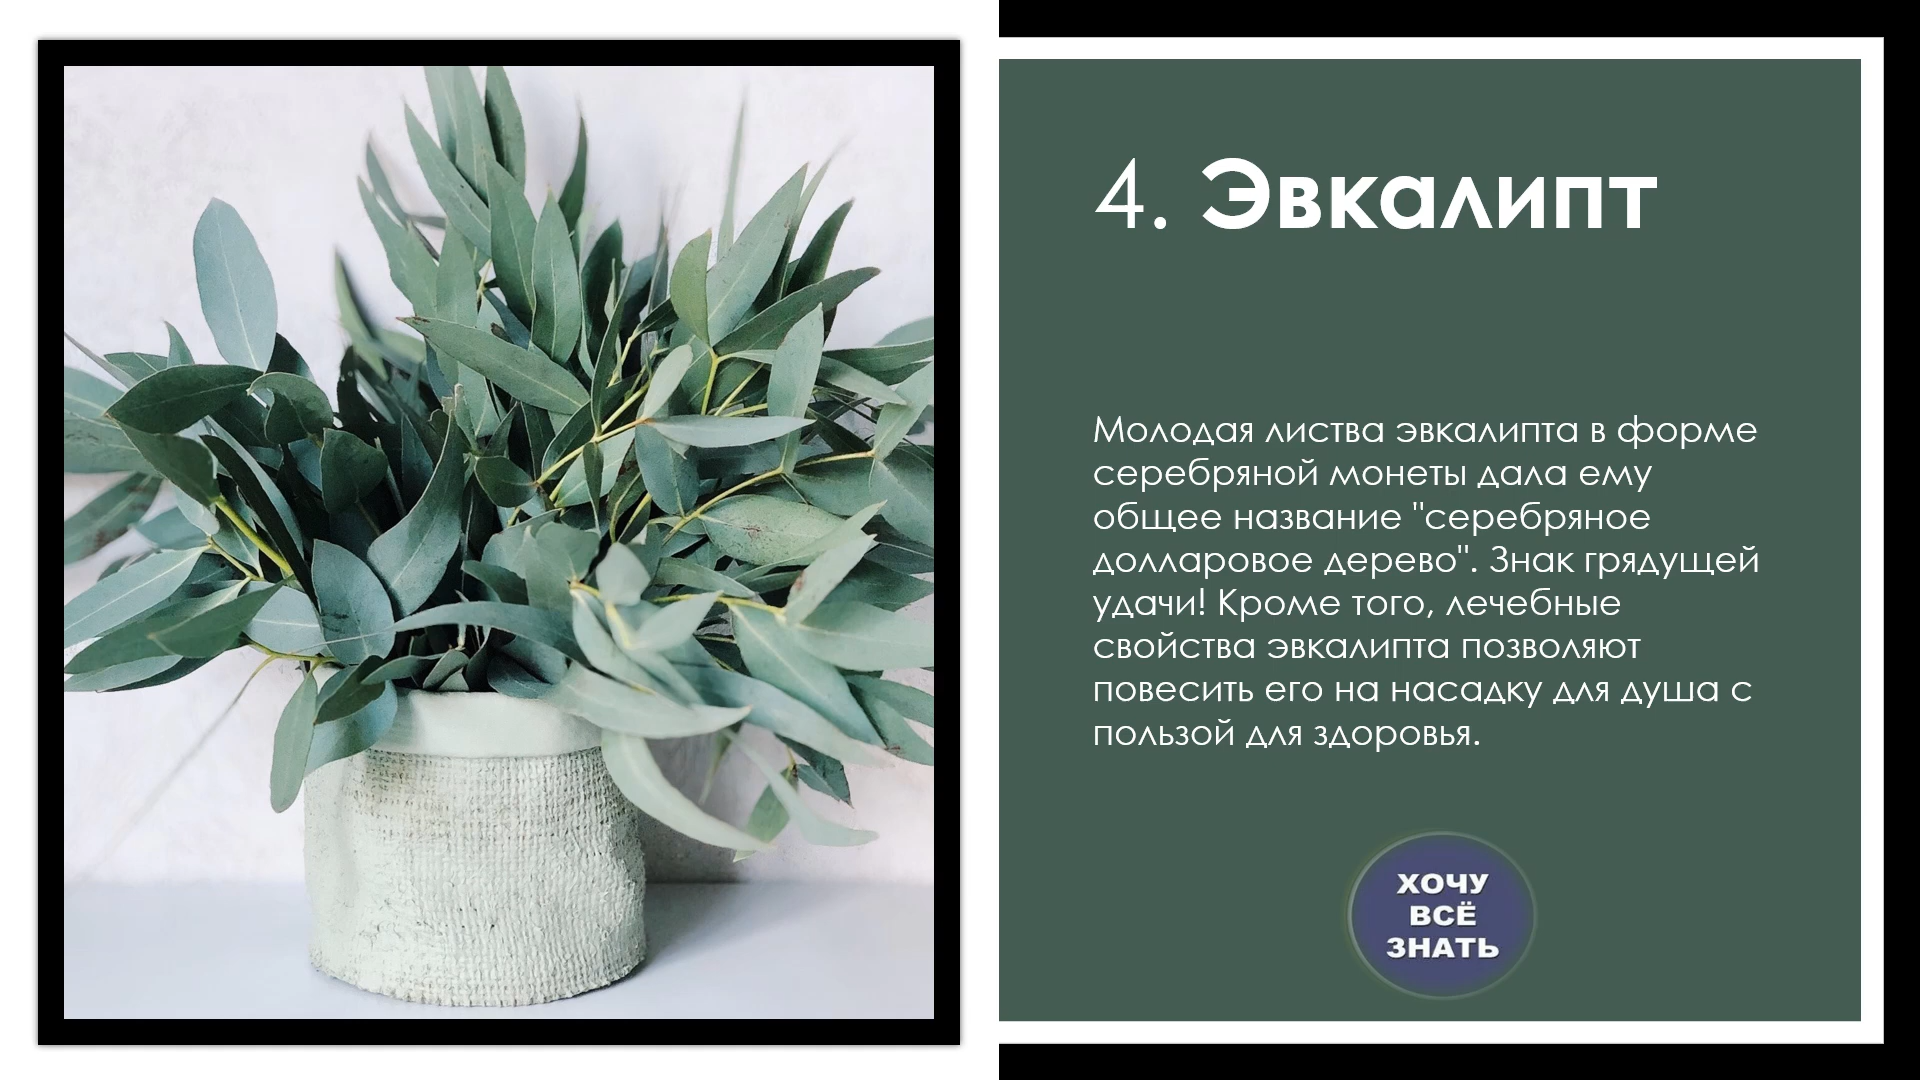 4. Эвкалипт
Молодая листва эвкалипта в форме
серебряной монеты дала ему
общее название "серебряное
долларовое дерево". Знак грядущей
удачи! Кроме того, лечебные
свойства эвкалипта позволяют
повесить его на насадку для душа с
пользой для здоровья.
ХОЧУ
ВСЁ
ЗНАТЬ